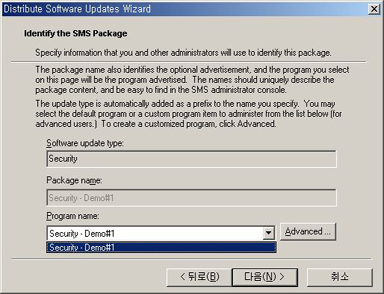 Distribute Software Updates Wizard
Identify the SMS Package
Specify information that you and other administrators will use to identify this package.
The package name also identifies the optional advertisement, and the program you select
on this page will be the program advertised. The names should uniquely describe the
package content, and be easy to find in the SMS administrator console.
The update type is automatically added as a prefix to the name you specify. You may
select the default program or a custom program item to administer from the list below (for
advanced users.) To create a customized program, click Advanced.
Software update type:
Security
Package name:
Security - Demo#1
Program name:
Security - Demo#1
Advanced ...
Security - Demo#1
< 뒤로(B)
다음(N) >
취소